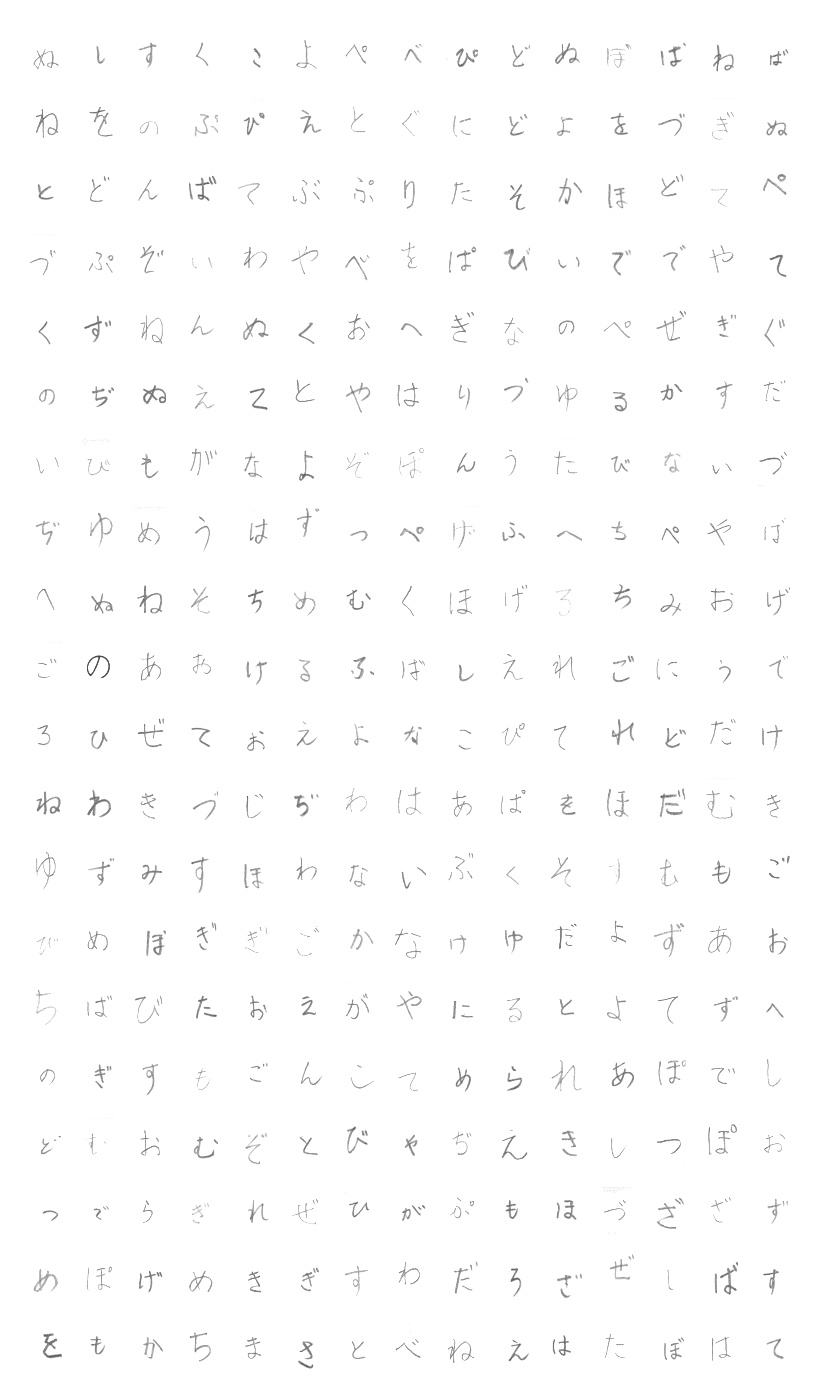 ぬしすくこよぺべぴどぬぼばねば
ねをのぷぴえとぐにどよをづぎぬ
とどんばてぶぷりたそかほどてぺ
づぷぞいわやべをぱびいででやて
くずねんぬくおへぎなのぺぜぎぐ
のぢぬえてとやはりづゆるかすだ
いびもがなよぞぽんうたびないづ
ぢゆめうはずつぺげふへちぺやば
へぬねそちめむくほげろちみおげ
ごのあおけるふばしえれごにうで
ろひぜておえよなこぴてれどだけ
ねわきづじぢわはあぱをほだむき
ゆずみすほわないぶくそすむもご
びめぼぎぎごかなけゆだよずあお
ちばびたおえがやにるとよてずへ
のぎすもごんこてめられあぽでし
どむおむぞとびやぢえきしつぽお
つでらぎれぜひがぷもほづざざず
めぽげめきぎすわだろざぜしばす
をもかちまさとべねえはたぼはて